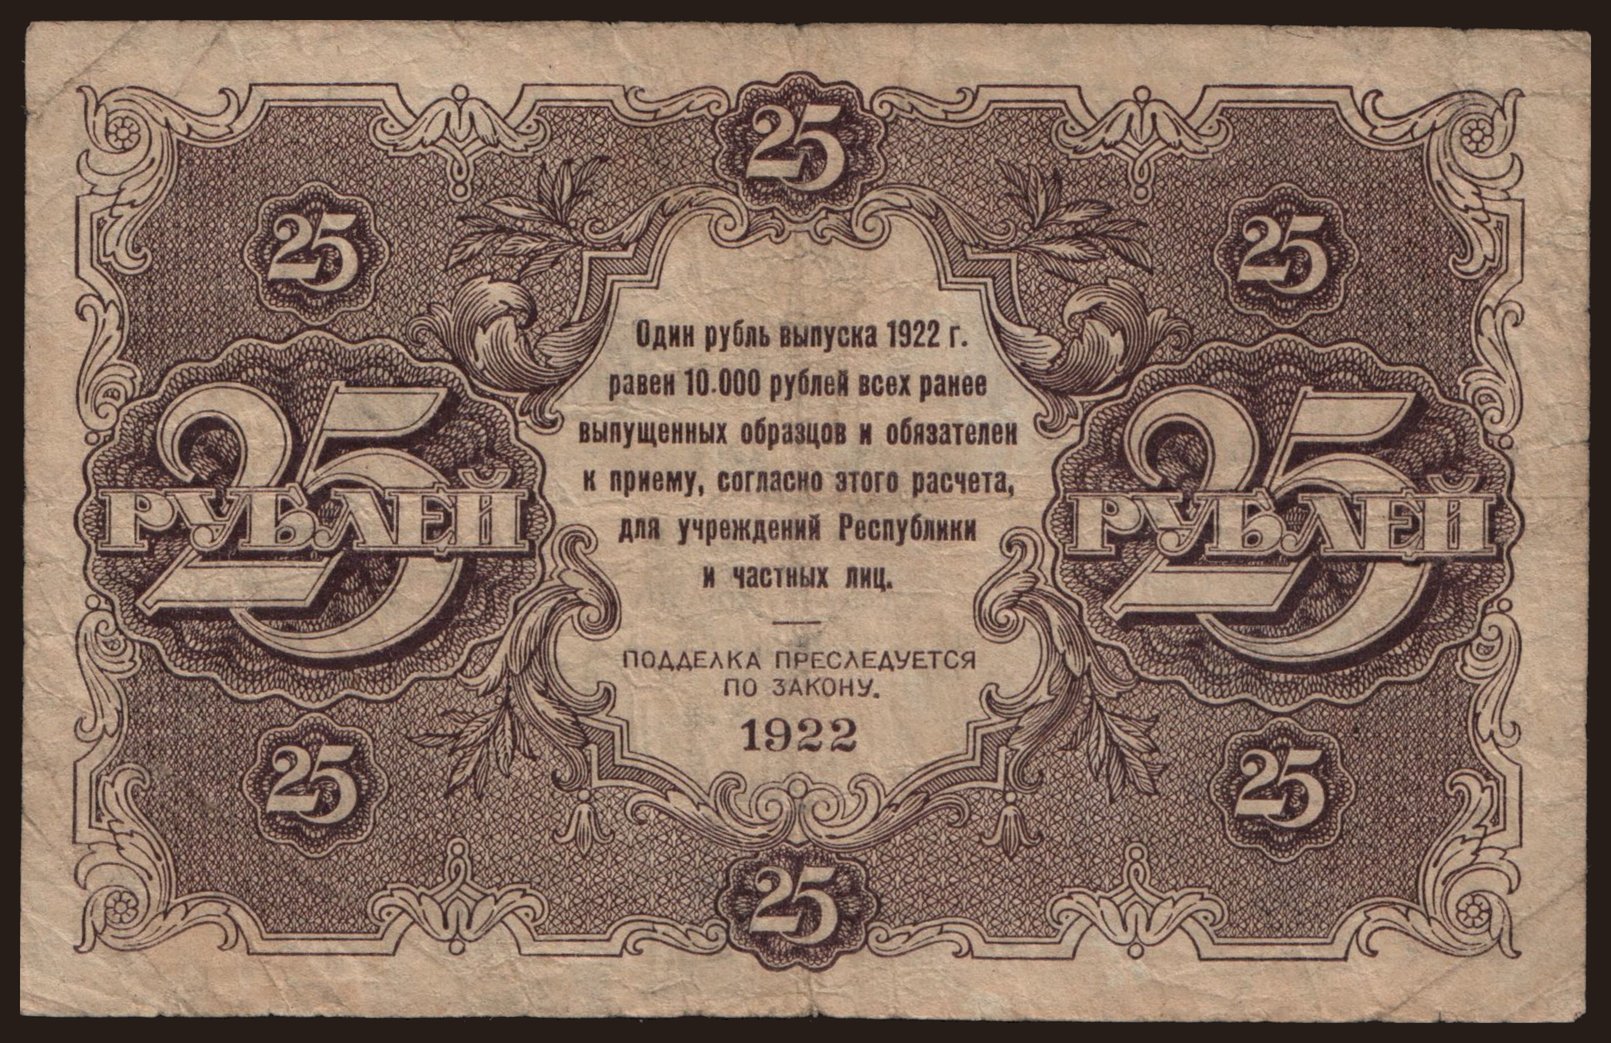 25
25
25
Один рубль выпуска 1922 г.
равен 10.000 рублей всех ранее
выпущенных образцов и обязателен
к приему, согласно этого расчета,
для учреждений Республики
и частных лиц.
25 РУБЛЕЙ
25 РУБЛЕЙ
ПОДДЕЛКА ПРЕСЛЕДУЕТСЯ
ПО ЗАКОНУ.
1922
25
25
25